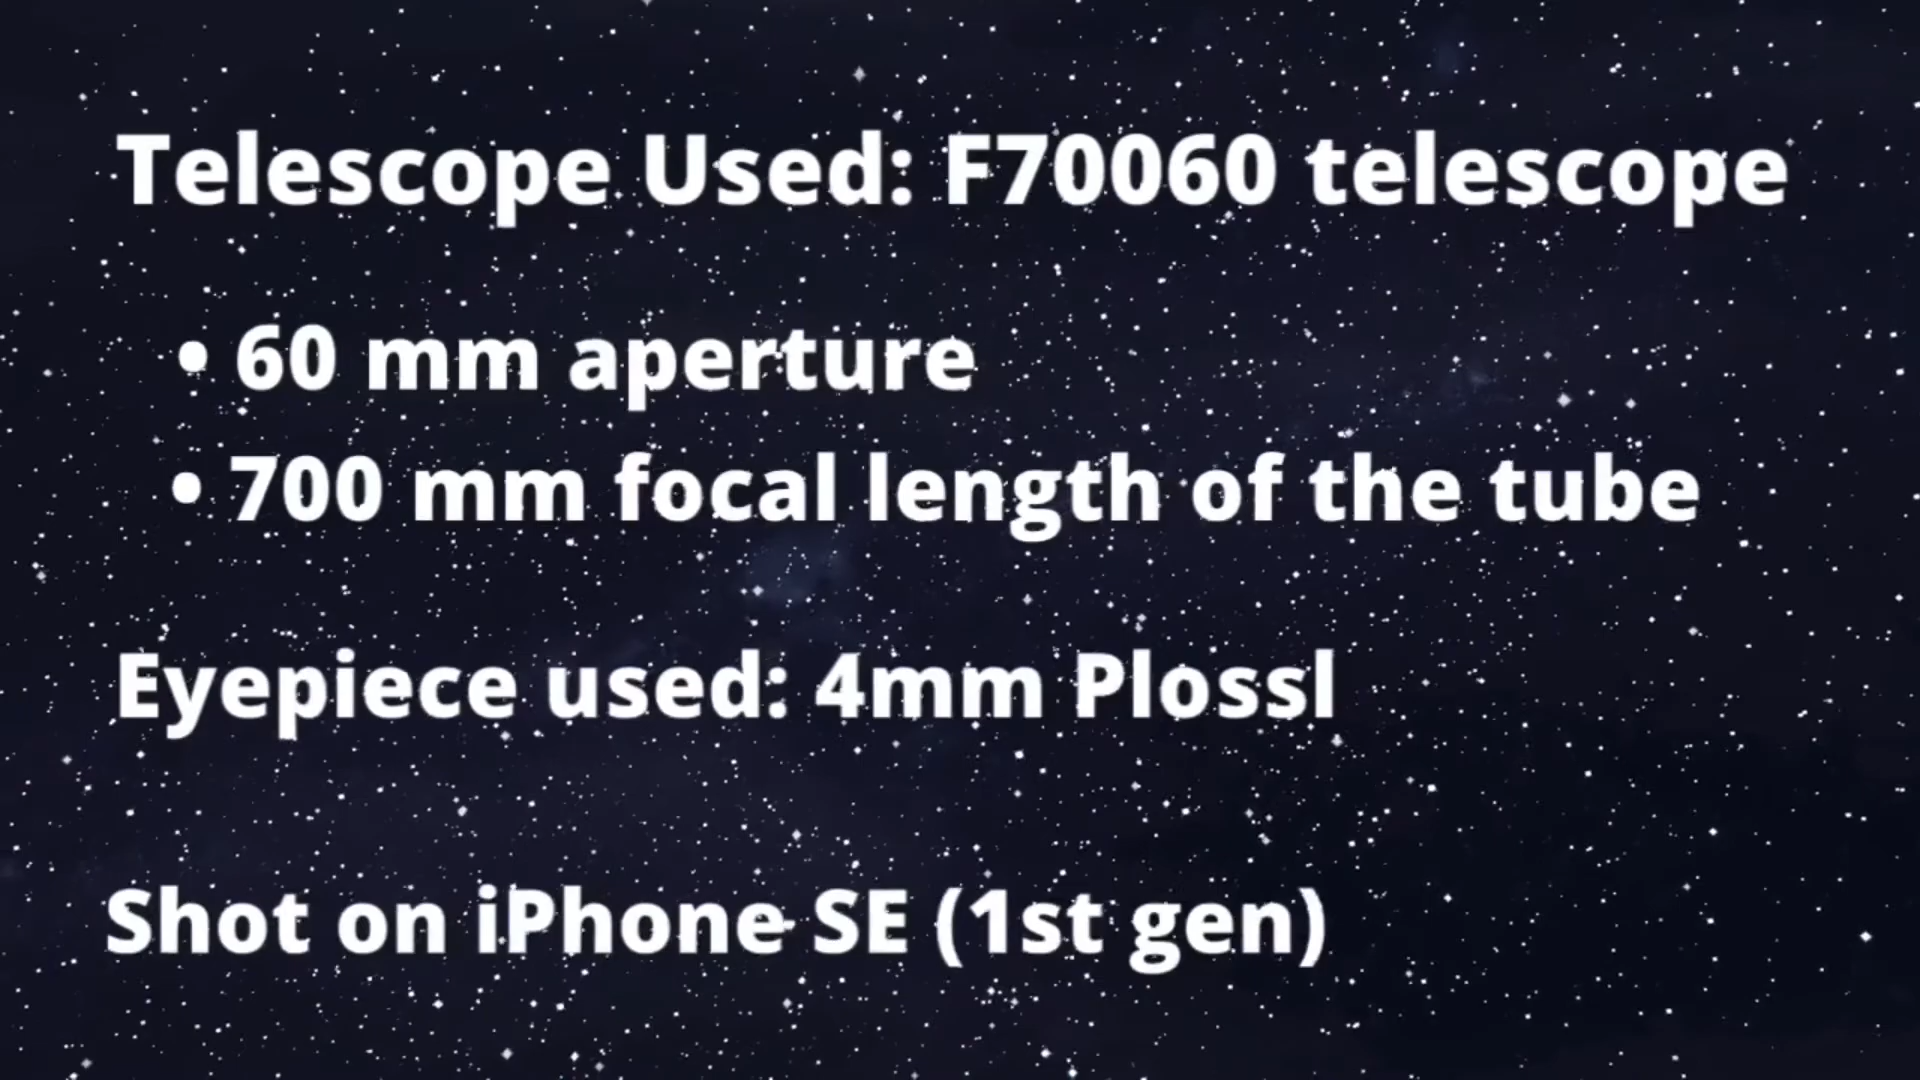 Telescope Used: F70060 telescope
• 60 mm aperture
• 700 mm focal length of the tube
Eyepiece used: 4mm Plossl
Shot on iPhone SE (1st gen)